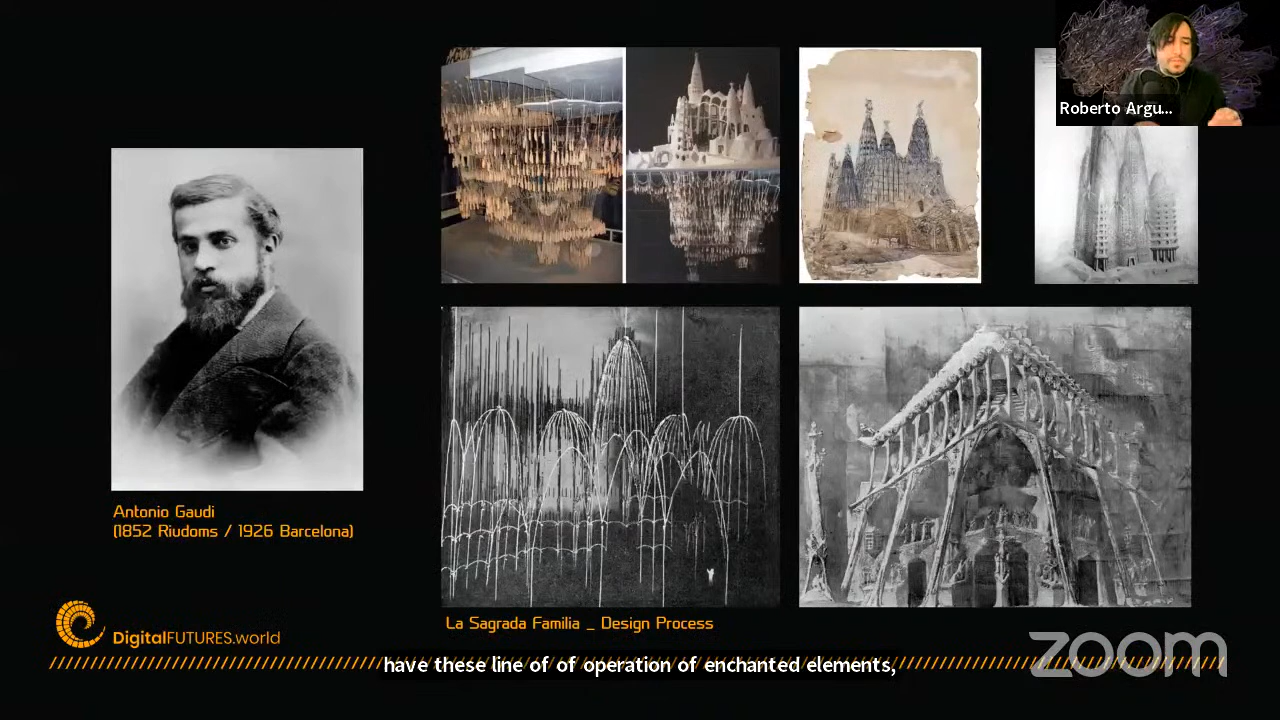 Roberto Argu...
Antonio Gaudi
(1852 Riudoms / 1926 Barcelona)
La Sagrada Familia _ Design Process
DigitalFUTURES.world
have these line of of operation of enchanted elements,
zoom